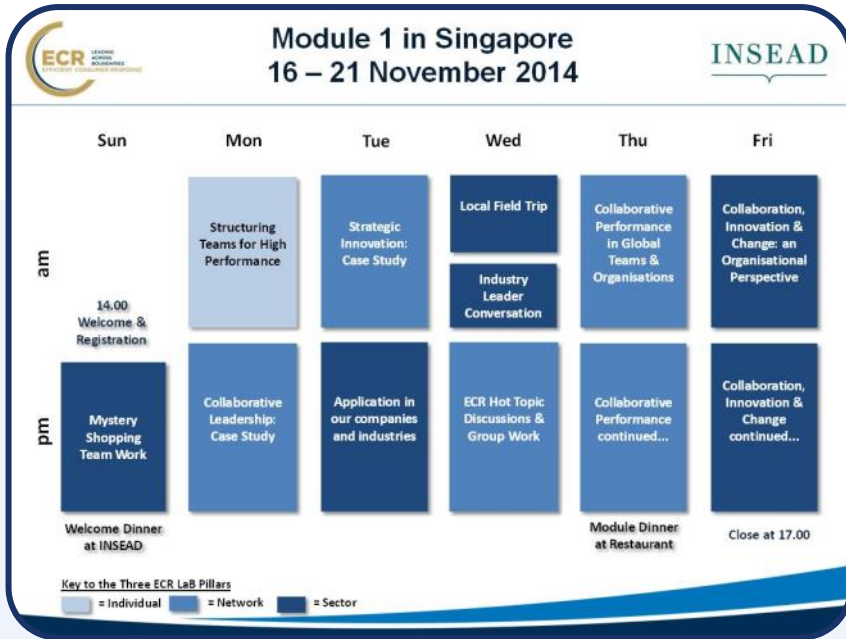 ECR LEADING ACROSS BOUNDARIES
EFFICIENT CONSUMER RESPONSE
Module 1 in Singapore
16 – 21 November 2014
INSEAD
Sun Mon Tue Wed Thu Fri
am
Structuring
Teams for High
Performance
Strategic
Innovation:
Case Study
Local Field Trip
Industry
Leader
Conversation
Collaborative
Performance
in Global
Teams &
Organisations
Collaboration,
Innovation &
Change: an
Organisational
Perspective
14.00
Welcome &
Registration
pm
Mystery
Shopping
Team Work
Collaborative
Leadership:
Case Study
Application in
our companies
and industries
ECR Hot Topic
Discussions &
Group Work
Collaborative
Performance
continued...
Collaboration,
Innovation &
Change
continued...
Welcome Dinner
at INSEAD
Module Dinner
at Restaurant
Close at 17.00
Key to the Three ECR LaB Pillars
= Individual = Network = Sector